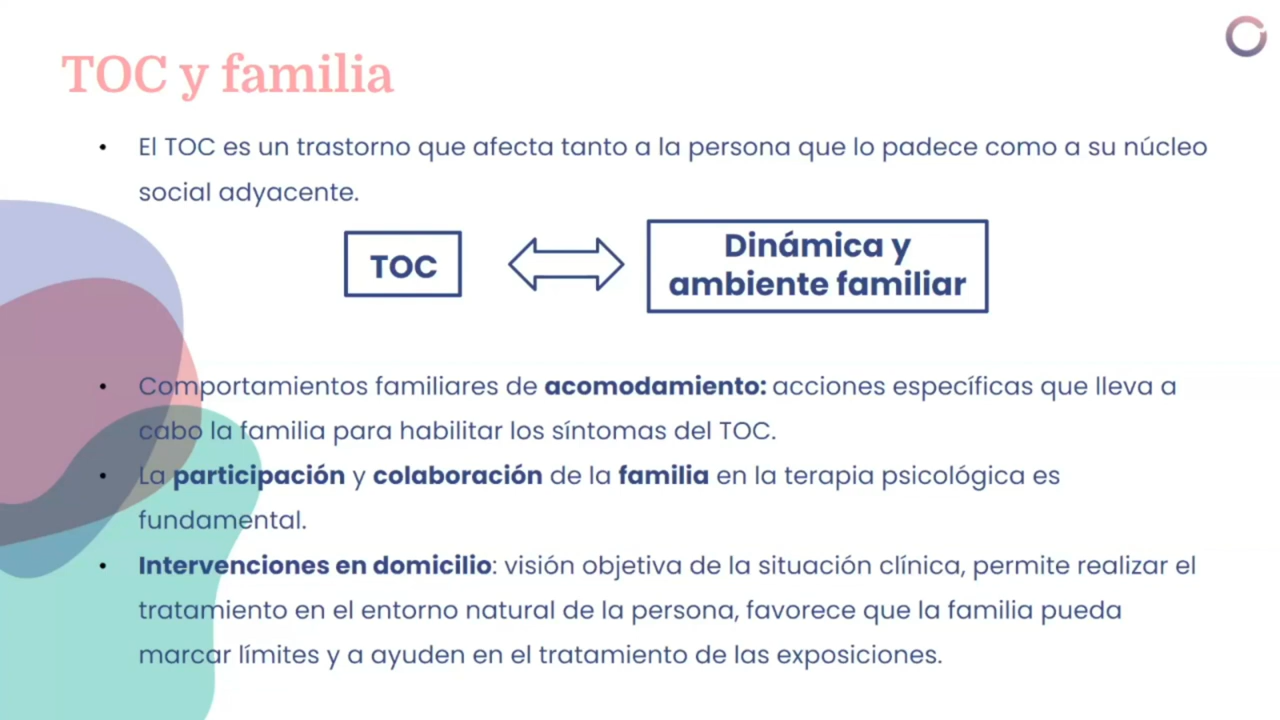 TOC y familia
• El TOC es un trastorno que afecta tanto a la persona que lo padece como a su núcleo
social adyacente.
TOC
Dinámica y
ambiente familiar
• Comportamientos familiares de acomodamiento: acciones específicas que lleva a
cabo la familia para habilitar los síntomas del TOC.
• La participación y colaboración de la familia en la terapia psicológica es
fundamental.
• Intervenciones en domicilio: visión objetiva de la situación clínica, permite realizar el
tratamiento en el entorno natural de la persona, favorece que la familia pueda
marcar límites y a ayuden en el tratamiento de las exposiciones.